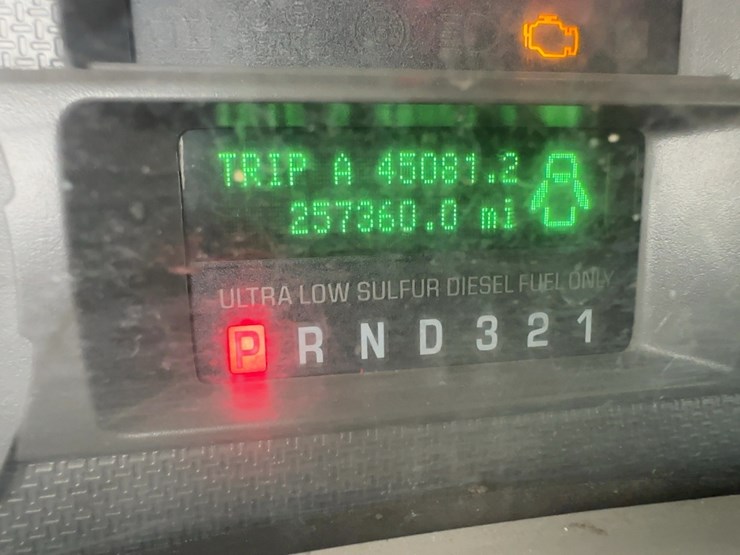 TRIP A 45081.2
257360.0 mi
ULTRA LOW SULFUR DIESEL FUEL ONLY
P R N D 3 2 1